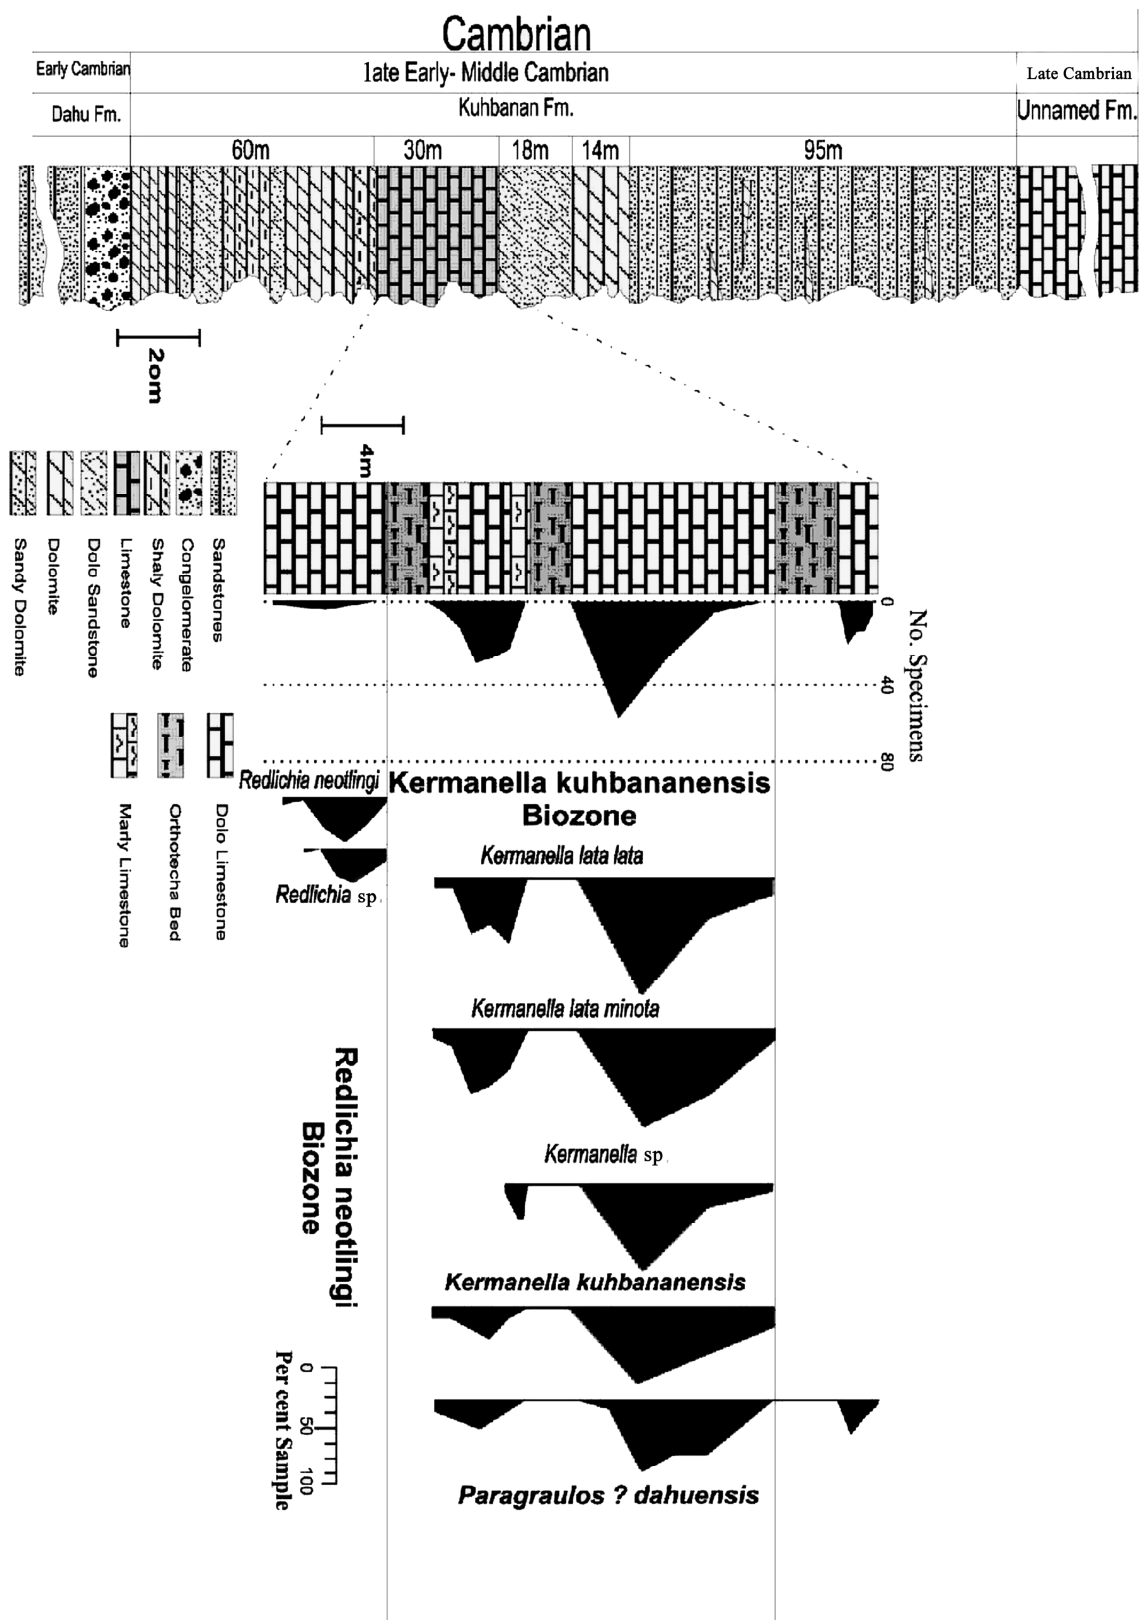 Cambrian
Early Cambrian
late Early- Middle Cambrian
Late Cambrian
Dahu Fm.
Kuhbanan Fm.
Unnamed Fm.
60m
30m
18m
14m
95m
2om
4m
Sandy Dolomite
Dolomite
Dolo Sandstone
Limestone
Shaly Dolomite
Congelomerate
Sandstones
0
40
80
No. Specimens
Marly Limestone
Orthotecha Bed
Dolo Limestone
Redlichia neotlingi
Redlichia sp.
Kermanella kuhbananensis
Biozone
Kermanella lata lata
Kermanella lata minota
Kermanella sp.
Kermanella kuhbananensis
Paragraulos ? dahuensis
Redlichia neotlingi
Biozone
0
50
100
Per cent Sample